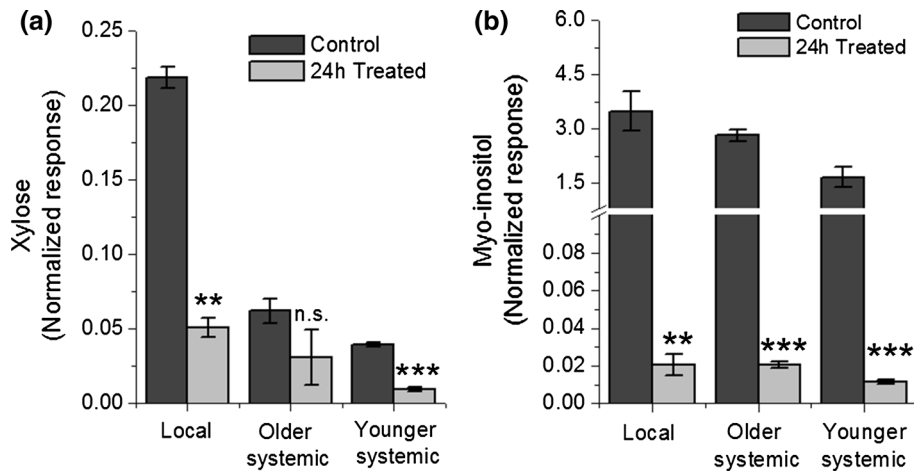 (a)
Xylose
(Normalized response)
0.25
0.20
0.15
0.10
0.05
0.00
Control
24h Treated
**
n.s.
***
Local
Older
systemic
Younger
systemic
(b)
Myo-inositol
(Normalized response)
6.0
4.5
3.0
1.5
0.08
0.06
0.04
0.02
0.00
Control
24h Treated
**
***
***
Local
Older
systemic
Younger
systemic